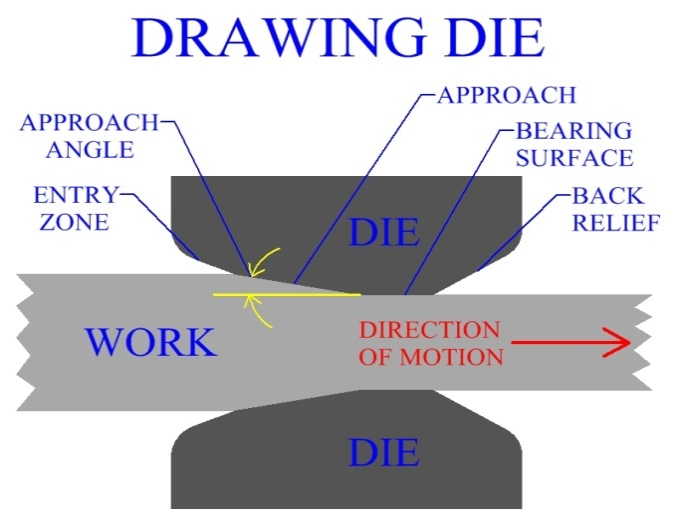 DRAWING DIE
APPROACH
APPROACH
ANGLE
BEARING
SURFACE
ENTRY
ZONE
BACK
RELIEF
DIE
WORK
DIRECTION
OF MOTION
DIE